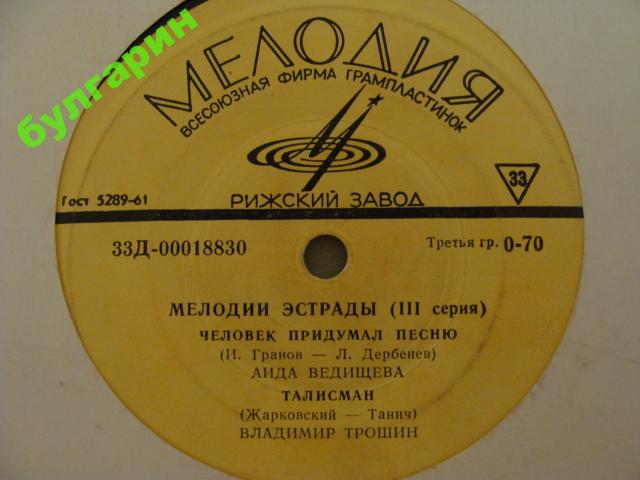 булгарин
МЕЛОДИЯ
ВСЕСОЮЗНАЯ ФИРМА ГРАМПЛАСТИНОК
Гост 5289-61
РИЖСКИЙ ЗАВОД
33
33Д-00018830
Третья гр. 0-70
МЕЛОДИИ ЭСТРАДЫ (III серия)
ЧЕЛОВЕК ПРИДУМАЛ ПЕСНЮ
(И. Гранов — Л. Дербенев)
АИДА ВЕДИЩЕВА
ТАЛИСМАН
(Жарковский — Танич)
ВЛАДИМИР ТРОШИН